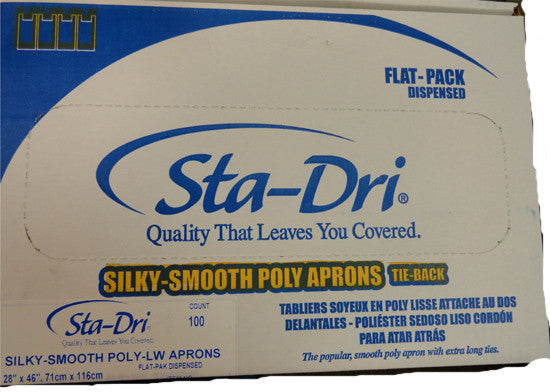 FLAT-PACK
DISPENSED
Sta-Dri®
Quality That Leaves You Covered.
SILKY-SMOOTH POLY APRONS TIE-BACK
Sta-Dri
Quality That Leaves You Covered
COUNT
100
SILKY-SMOOTH POLY-LW APRONS
FLAT-PAK DISPENSED
28" x 46", 71cm x 116cm
TABLIERS SOYEUX EN POLY LISSE ATTACHE AU DOS
DELANTALES - POLIÉSTER SEDOSO LISO CORDÓN
PARA ATAR ATRÁS
The popular, smooth poly apron with extra long ties.